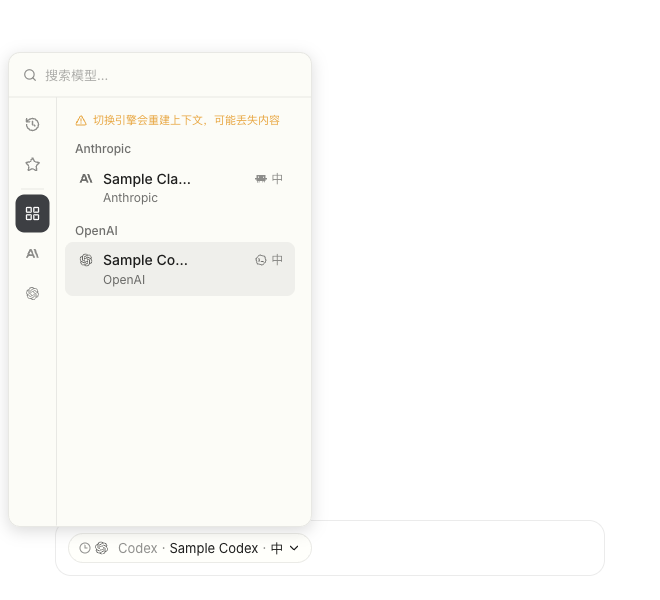 搜索模型...
切换引擎会重建上下文，可能丢失内容
Anthropic
Sample Cla... 中
Anthropic
OpenAI
Sample Co... 中
OpenAI
Codex · Sample Codex · 中